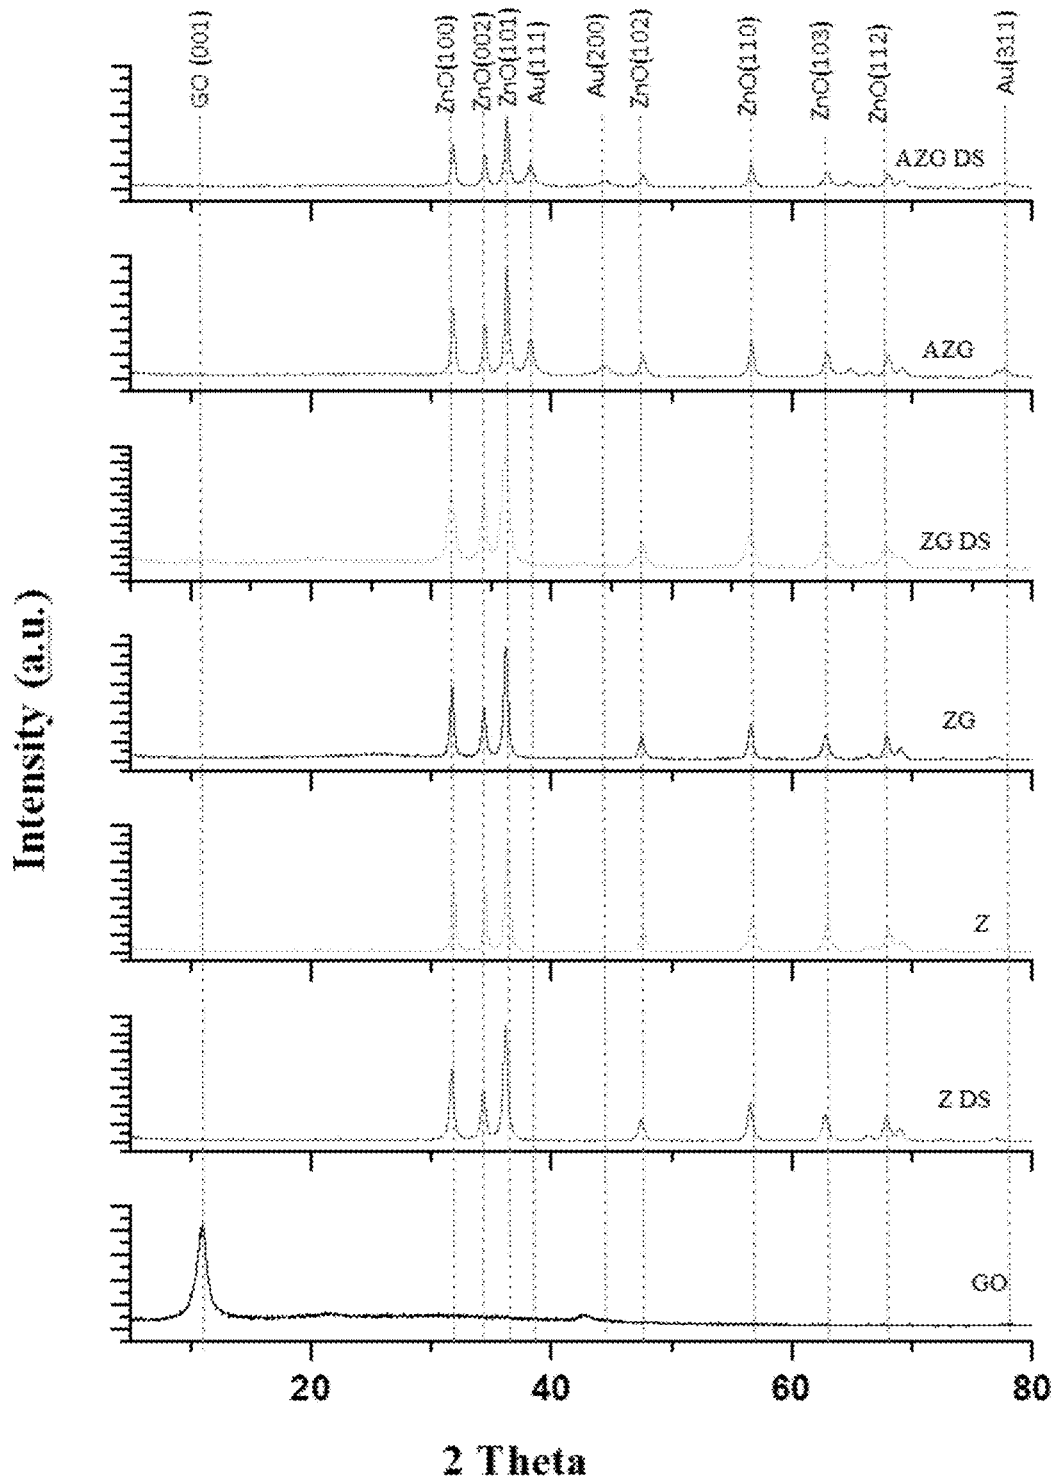 GO (001)
ZnO(100)
ZnO(002)
ZnO(101)
Au(111)
Au(200)
ZnO(102)
ZnO(110)
ZnO(103)
ZnO(112)
Au(311)
AZG DS
AZG
ZG DS
ZG
Z
Z DS
GO
Intensity (a.u.)
20 40 60 80
2 Theta